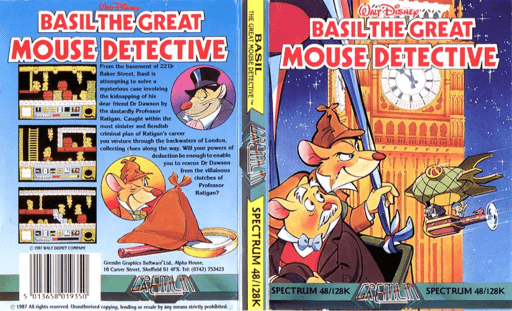 Walt Disney
BASIL THE GREAT
MOUSE DETECTIVE
From the basement of 221b
Baker Street, Basil is
attempting to solve a
mysterious case involving
the kidnapping of his
dear friend Dr Dawson by
the dastardly Professor
Ratigan. Caught within the
most sinister and fiendish
criminal plan of Ratigan's career
you venture through the backwaters of London,
collecting clues along the way. Will your powers of
deduction be enough to enable
you to rescue Dr Dawson
from the villainous
clutches of
Professor
Ratigan?
© 1987 WALT DISNEY COMPANY
Gremlin Graphics Software Ltd., Alpha House,
10 Carver Street, Sheffield S1 4FS. Tel: (0742) 753423
5 013658 019350
GREMLIN
© 1987 All rights reserved. Unauthorised copying, lending or resale by any means strictly prohibited.
BASIL
THE GREAT MOUSE DETECTIVE™
GREMLIN
SPECTRUM 48/128K
Walt Disney
BASIL THE GREAT
MOUSE DETECTIVE
SPECTRUM 48/128K
GREMLIN
SPECTRUM 48/128K